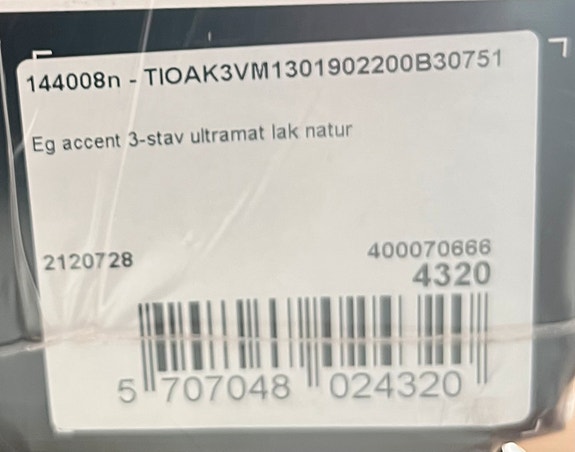 144008n - TIOAK3VM1301902200B30751
Eg accent 3-stav ultramat lak natur
2120728
400070666
4320
5 707048 024320